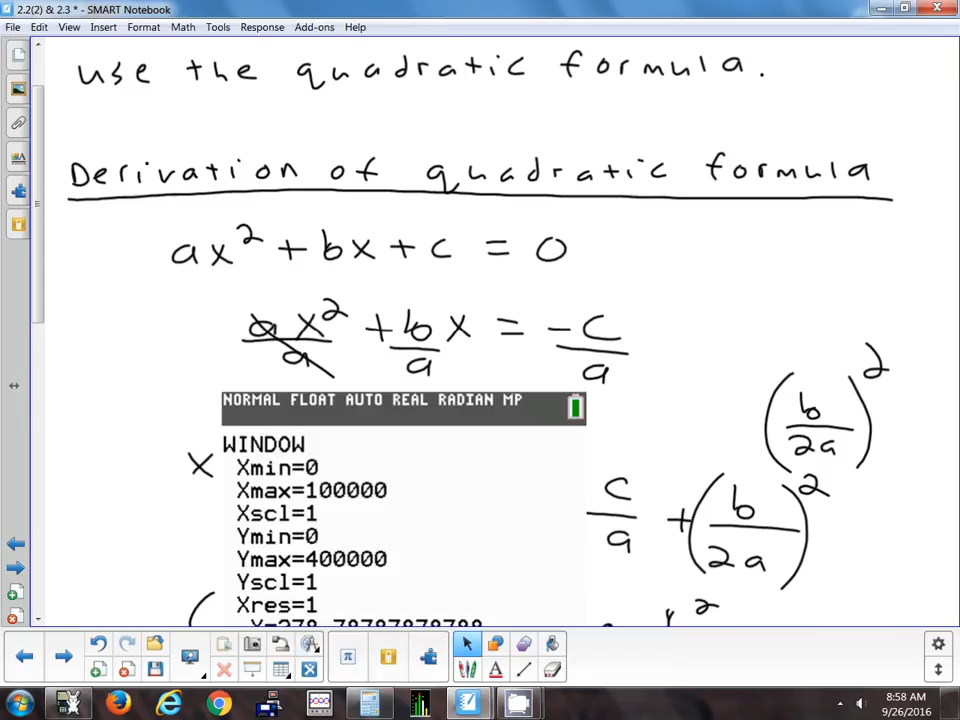 2.2(2) & 2.3 * - SMART Notebook
File Edit View Insert Format Math Tools Response Add-ons Help
use the quadratic formula.
Derivation of quadratic formula
ax² + bx + c = 0
a x² / a + b/a x = -c/a
(b/2a)²
NORMAL FLOAT AUTO REAL RADIAN MP
WINDOW
x
Xmin=0
Xmax=100000
Xscl=1
Ymin=0
Ymax=400000
Yscl=1
Xres=1
c/a + (b/2a)²
( 2
π
A
8:58 AM
9/26/2016